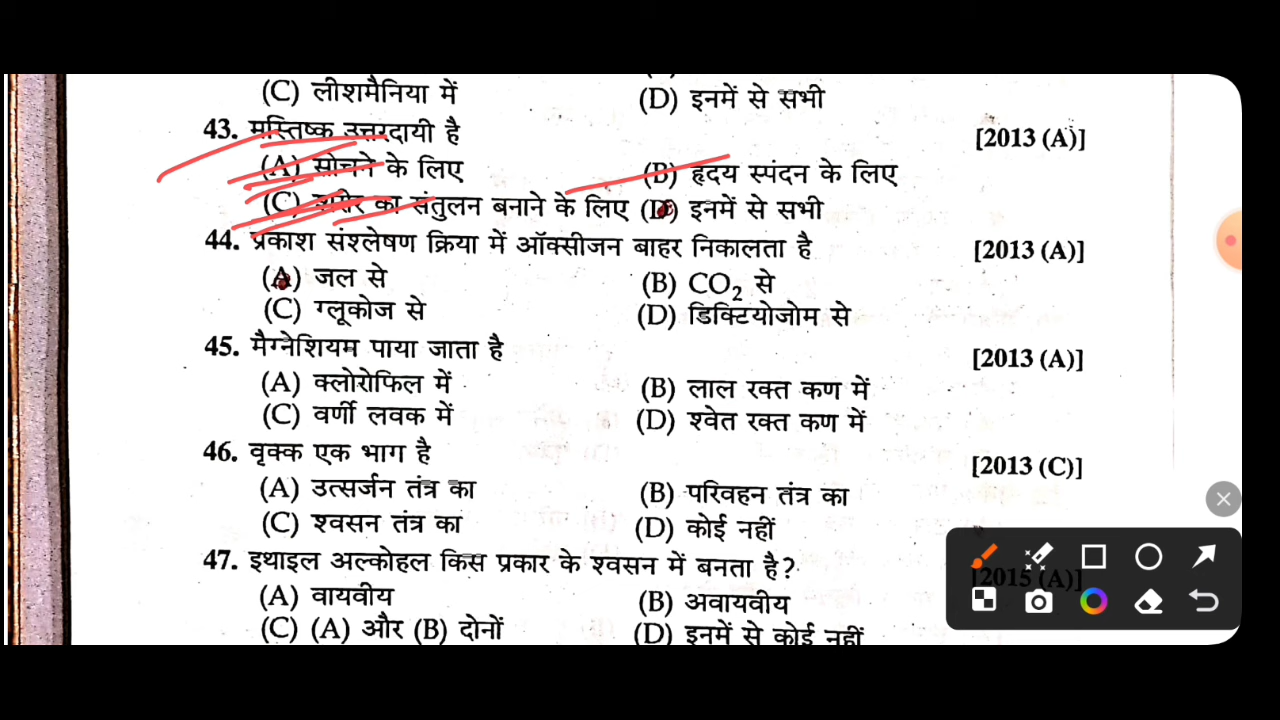 (C) लीशमैनिया में (D) इनमें से सभी
43. मस्तिष्क उत्तरदायी है [2013 (A)]
(A) सोचने के लिए (B) हृदय स्पंदन के लिए
(C) शरीर का संतुलन बनाने के लिए (D) इनमें से सभी
44. प्रकाश संश्लेषण क्रिया में ऑक्सीजन बाहर निकालता है [2013 (A)]
(A) जल से (B) CO₂ से
(C) ग्लूकोज से (D) डिक्टियोजोम से
45. मैग्नेशियम पाया जाता है [2013 (A)]
(A) क्लोरोफिल में (B) लाल रक्त कण में
(C) वर्णी लवक में (D) श्वेत रक्त कण में
46. वृक्क एक भाग है [2013 (C)]
(A) उत्सर्जन तंत्र का (B) परिवहन तंत्र का
(C) श्वसन तंत्र का (D) कोई नहीं
47. इथाइल अल्कोहल किस प्रकार के श्वसन में बनता है? [2015 (A)]
(A) वायवीय (B) अवायवीय
(C) (A) और (B) दोनों (D) इनमें से कोई नहीं